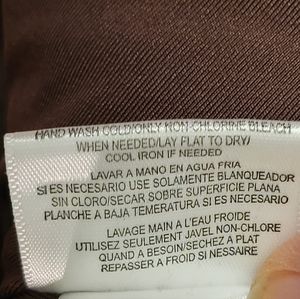 HAND WASH COLD/ONLY NON-CHLORINE BLEACH
WHEN NEEDED/LAY FLAT TO DRY/
COOL IRON IF NEEDED
LAVAR A MANO EN AGUA FRIA
SI ES NECESARIO USE SOLAMENTE BLANQUEADOR
SIN CLORO/SECAR SOBRE SUPERFICIE PLANA
PLANCHE A BAJA TEMERATURA SI ES NECESARIO
LAVAGE MAIN A L'EAU FROIDE
UTILISEZ SEULEMENT JAVEL NON-CHLORE
QUAND A BESOIN/SECHEZ A PLAT
REPASSER A FROID SI NESSAIRE